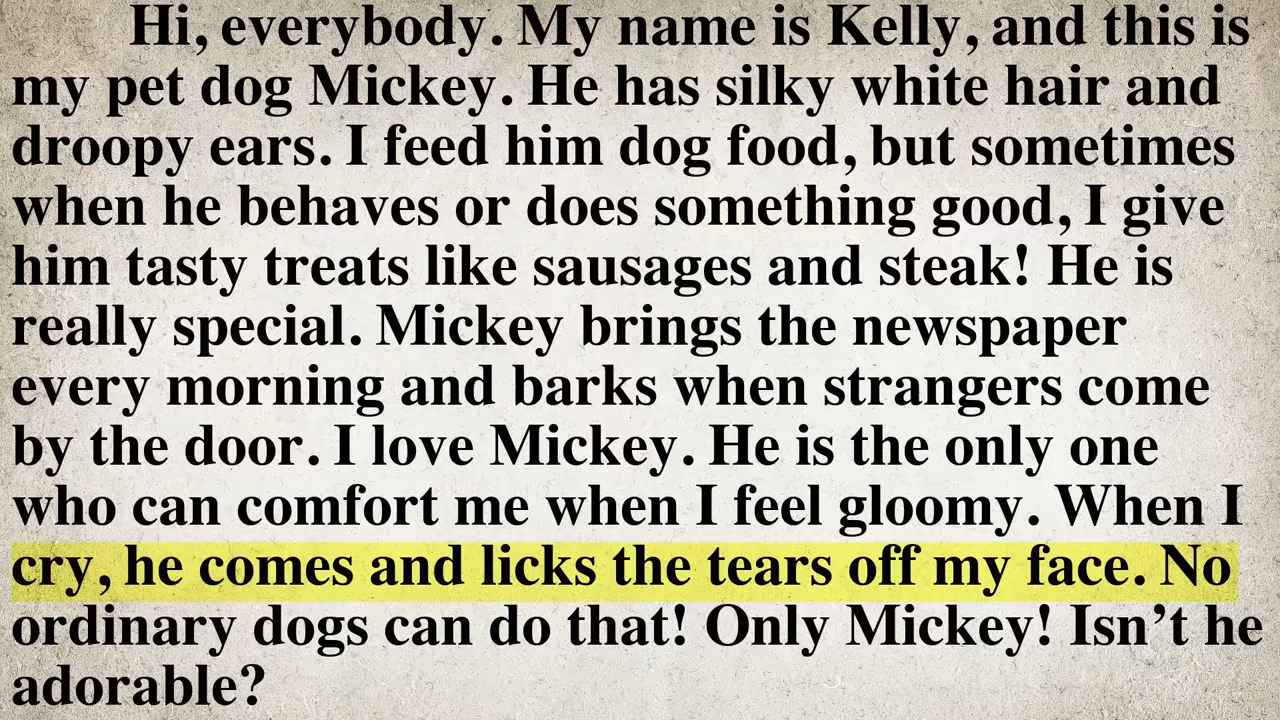 Hi, everybody. My name is Kelly, and this is
my pet dog Mickey. He has silky white hair and
droopy ears. I feed him dog food, but sometimes
when he behaves or does something good, I give
him tasty treats like sausages and steak! He is
really special. Mickey brings the newspaper
every morning and barks when strangers come
by the door. I love Mickey. He is the only one
who can comfort me when I feel gloomy. When I
cry, he comes and licks the tears off my face. No
ordinary dogs can do that! Only Mickey! Isn’t he
adorable?